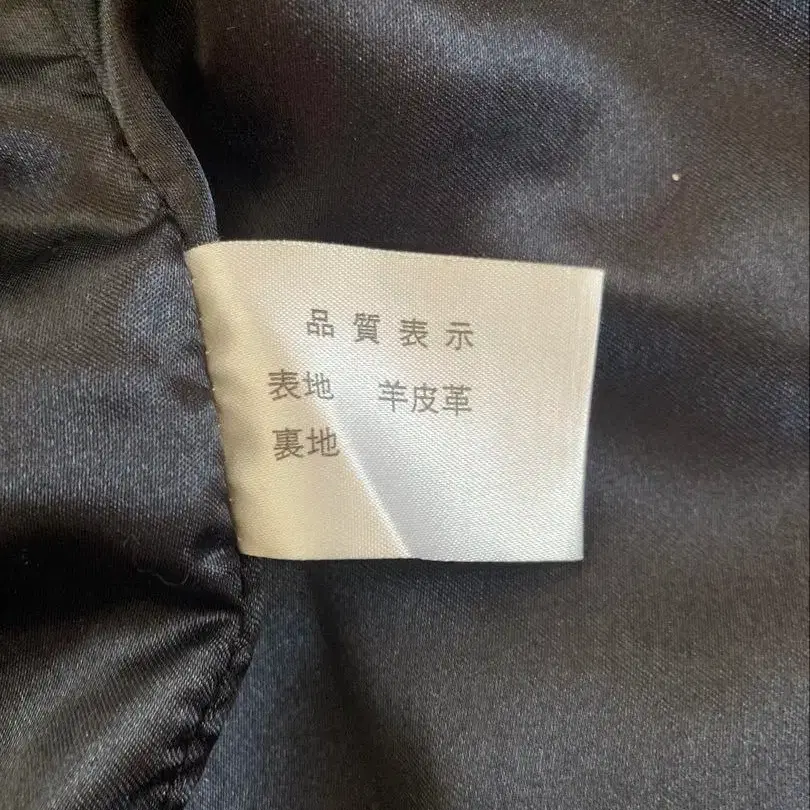 品質表示
表地 羊皮革
裏地